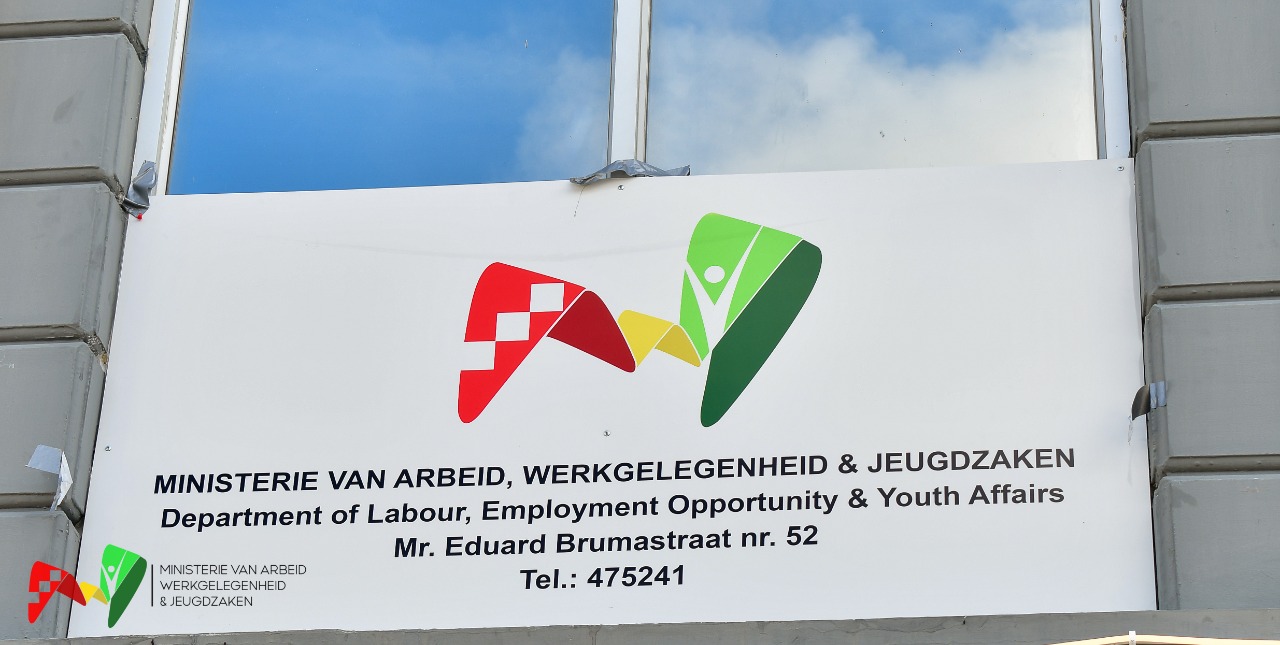 MINISTERIE VAN ARBEID, WERKGELEGENHEID & JEUGDZAKEN
Department of Labour, Employment Opportunity & Youth Affairs
Mr. Eduard Brumastraat nr. 52
Tel.: 475241
MINISTERIE VAN ARBEID
WERKGELEGENHEID
& JEUGDZAKEN